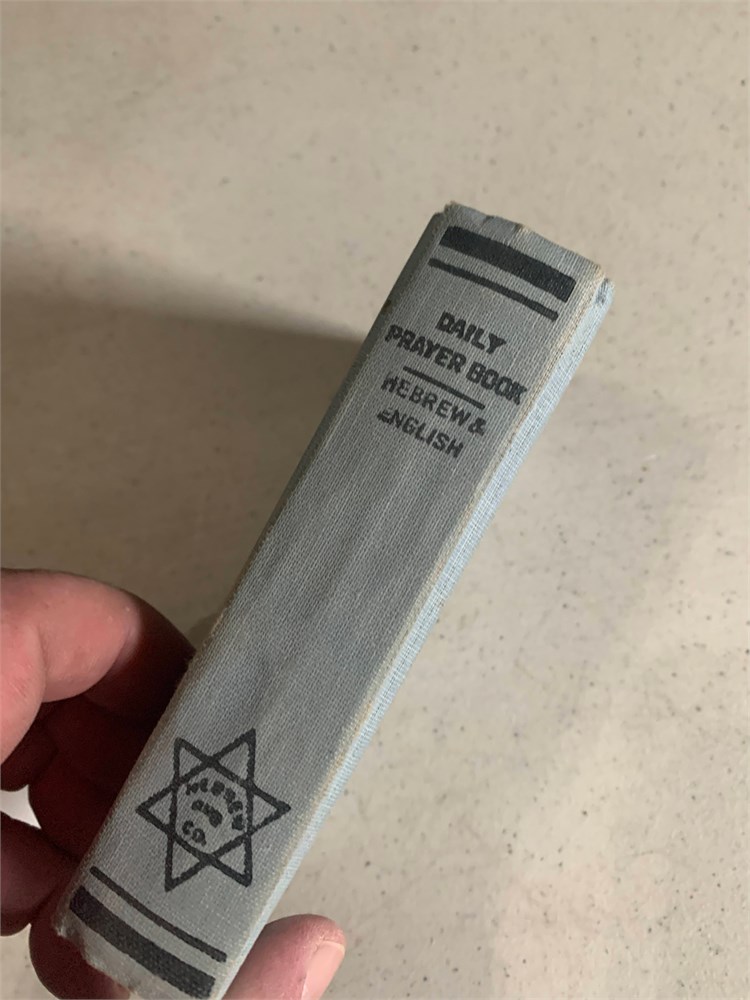 DAILY
PRAYER BOOK
HEBREW &
ENGLISH
HEBREW
PUB
CO.